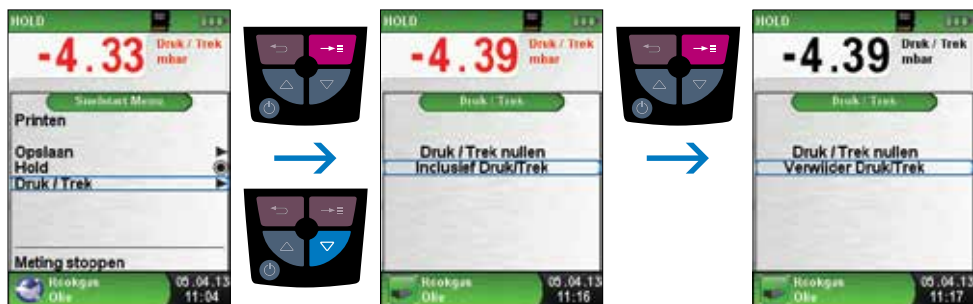 HOLD
-4.33
Druk / Trek
mbar
Snelstart Menu
Printen
Opslaan
Hold
Druk / Trek
Meting stoppen
Rookgas
Olie
05.04.13
11:04
HOLD
-4.39
Druk / Trek
mbar
Druk / Trek
Druk / Trek nullen
Inclusief Druk/Trek
Rookgas
Olie
05.04.13
11:16
HOLD
-4.39
Druk / Trek
mbar
Druk / Trek
Druk / Trek nullen
Verwijder Druk/Trek
Rookgas
Olie
05.04.13
11:17